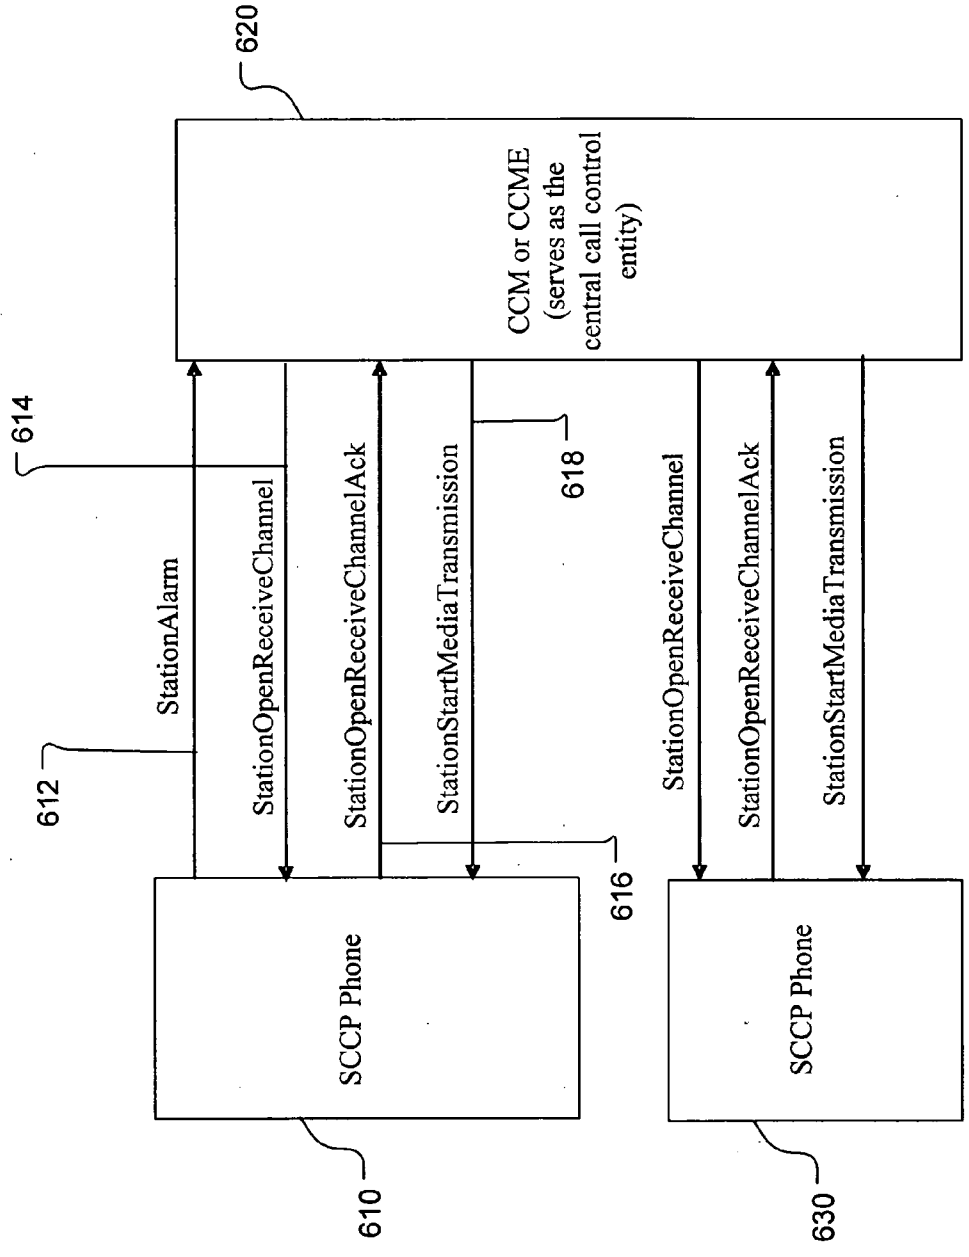 620
CCM or CCME
(serves as the
central call control
entity)
614
612
StationAlarm
StationOpenReceiveChannel
StationOpenReceiveChannelAck
StationStartMediaTransmission
618
616
StationOpenReceiveChannel
StationOpenReceiveChannelAck
StationStartMediaTransmission
SCCP Phone
610
SCCP Phone
630